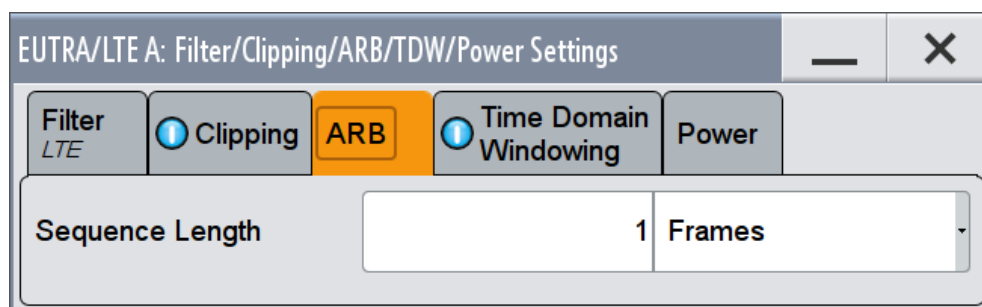 EUTRA/LTE A: Filter/Clipping/ARB/TDW/Power Settings
Filter
LTE
Clipping
ARB
Time Domain
Windowing
Power
Sequence Length 1 Frames